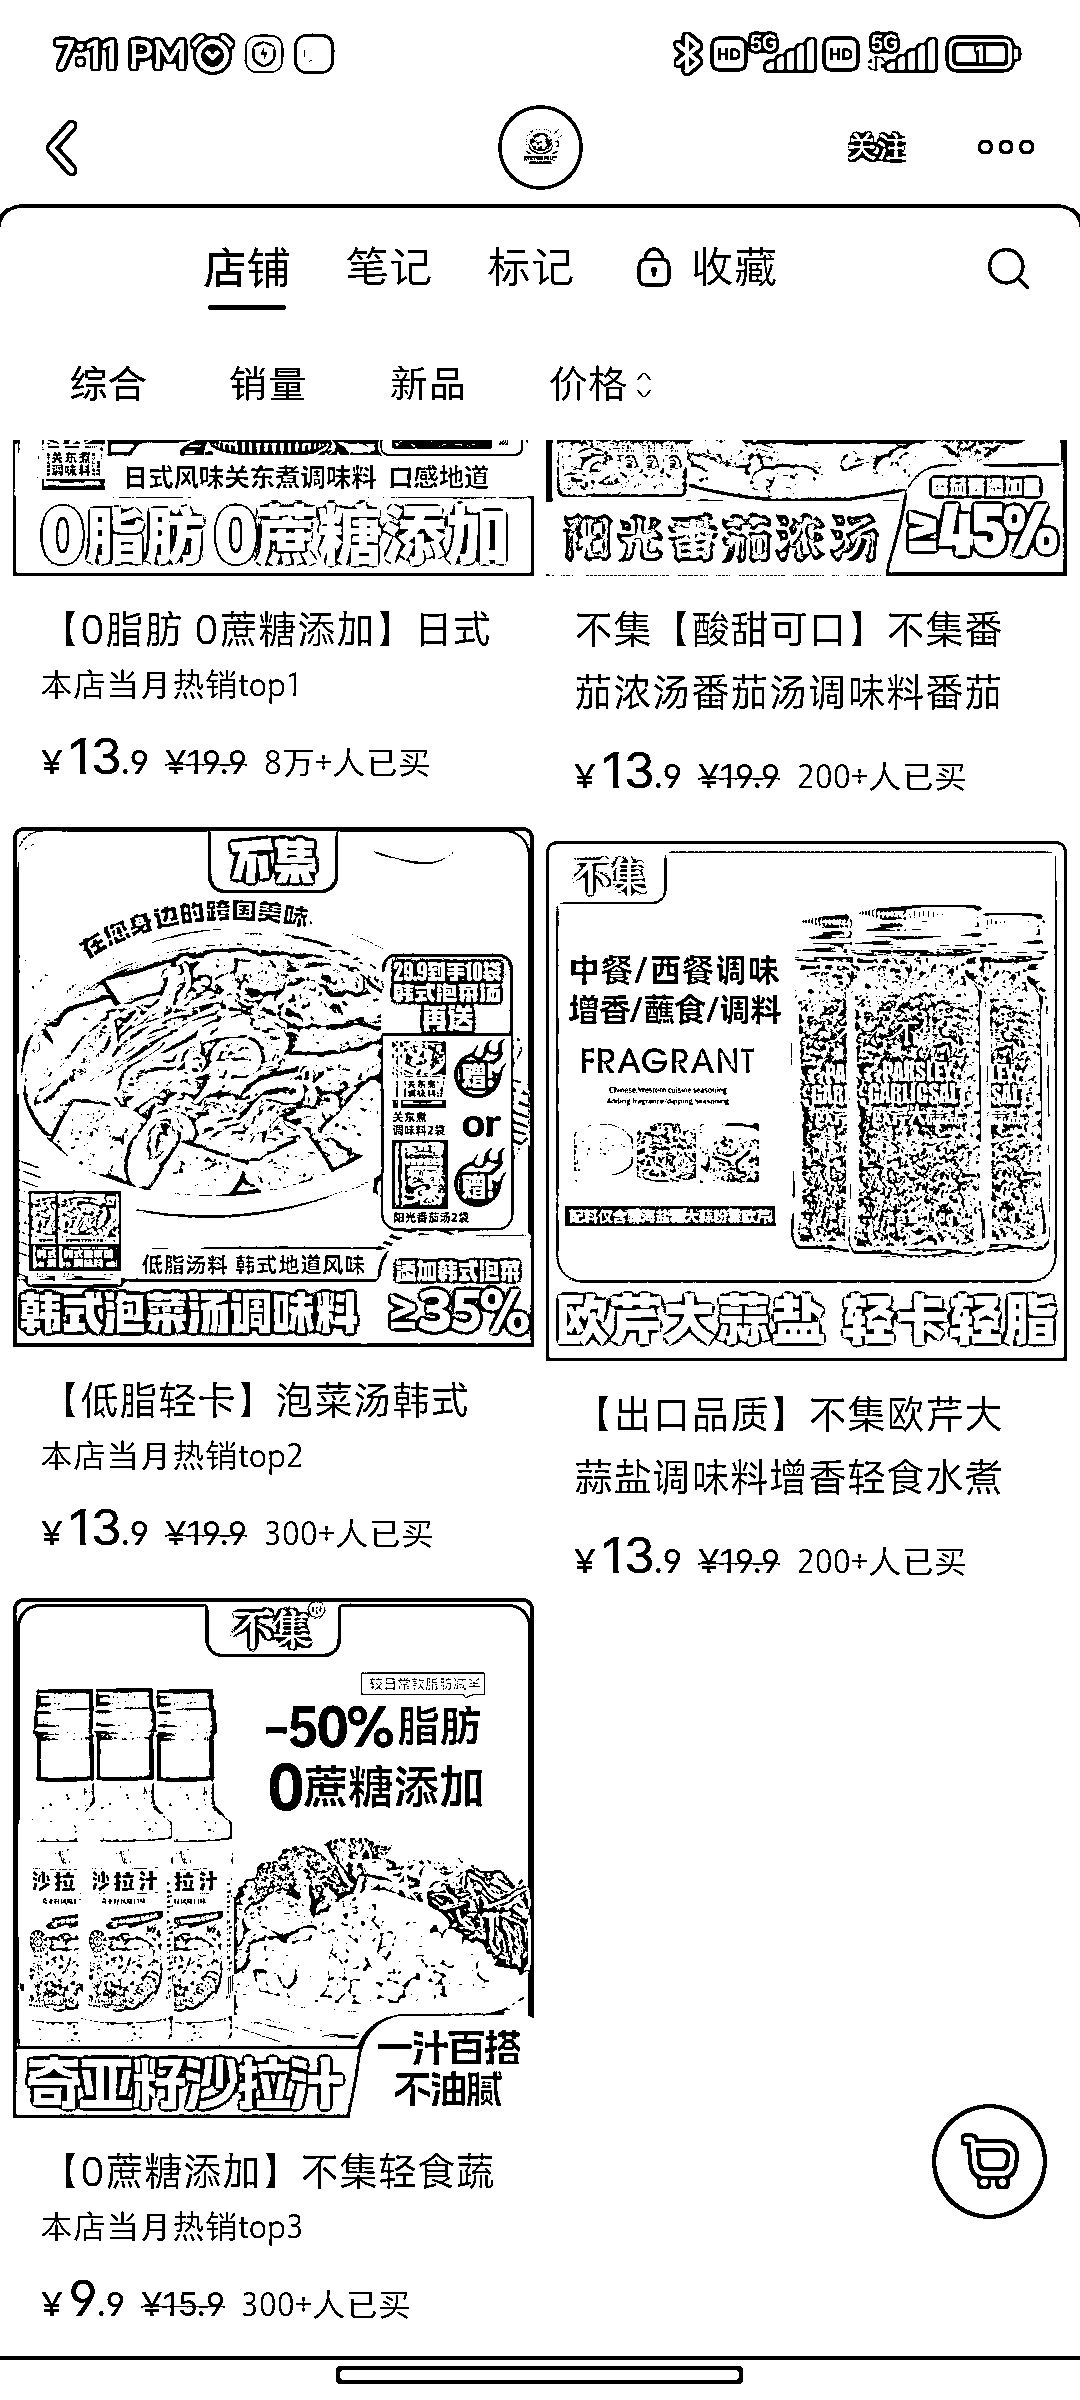 7:11 PM HD 5G HD 5G 1
关注
店铺 笔记 标记 收藏
综合 销量 新品 价格
关东煮
调味料
日式风味关东煮调味料 口感地道
0脂肪0蔗糖添加
阳光番茄浓汤 ≥45%
【0脂肪 0蔗糖添加】日式
本店当月热销top1
¥13.9 ¥19.9 8万+人已买
不集【酸甜可口】不集番
茄浓汤番茄汤调味料番茄
¥13.9 ¥19.9 200+人已买
不集
在您身边的跨国美味
29.9到手10袋
韩式泡菜汤
再送
赠
关东煮
调味料2袋
or
赠
阳光番茄汤2袋
低脂汤料 韩式地道风味
添加韩式泡菜
韩式泡菜汤调味料 ≥35%
【低脂轻卡】泡菜汤韩式
本店当月热销top2
¥13.9 ¥19.9 300+人已买
不集
中餐/西餐调味
增香/蘸食/调料
FRAGRANT
Chinese Western cuisine seasoning
Adding fragrance/dipping seasoning
PARSLEY
GARLIC SALT
欧芹大蒜盐 轻卡轻脂
【出口品质】不集欧芹大
蒜盐调味料增香轻食水煮
¥13.9 ¥19.9 200+人已买
不集
较日常款脂肪减半
-50%脂肪
0蔗糖添加
沙拉 沙拉汁 拉汁
一汁百搭
不油腻
奇亚籽沙拉汁
【0蔗糖添加】不集轻食蔬
本店当月热销top3
¥9.9 ¥15.9 300+人已买